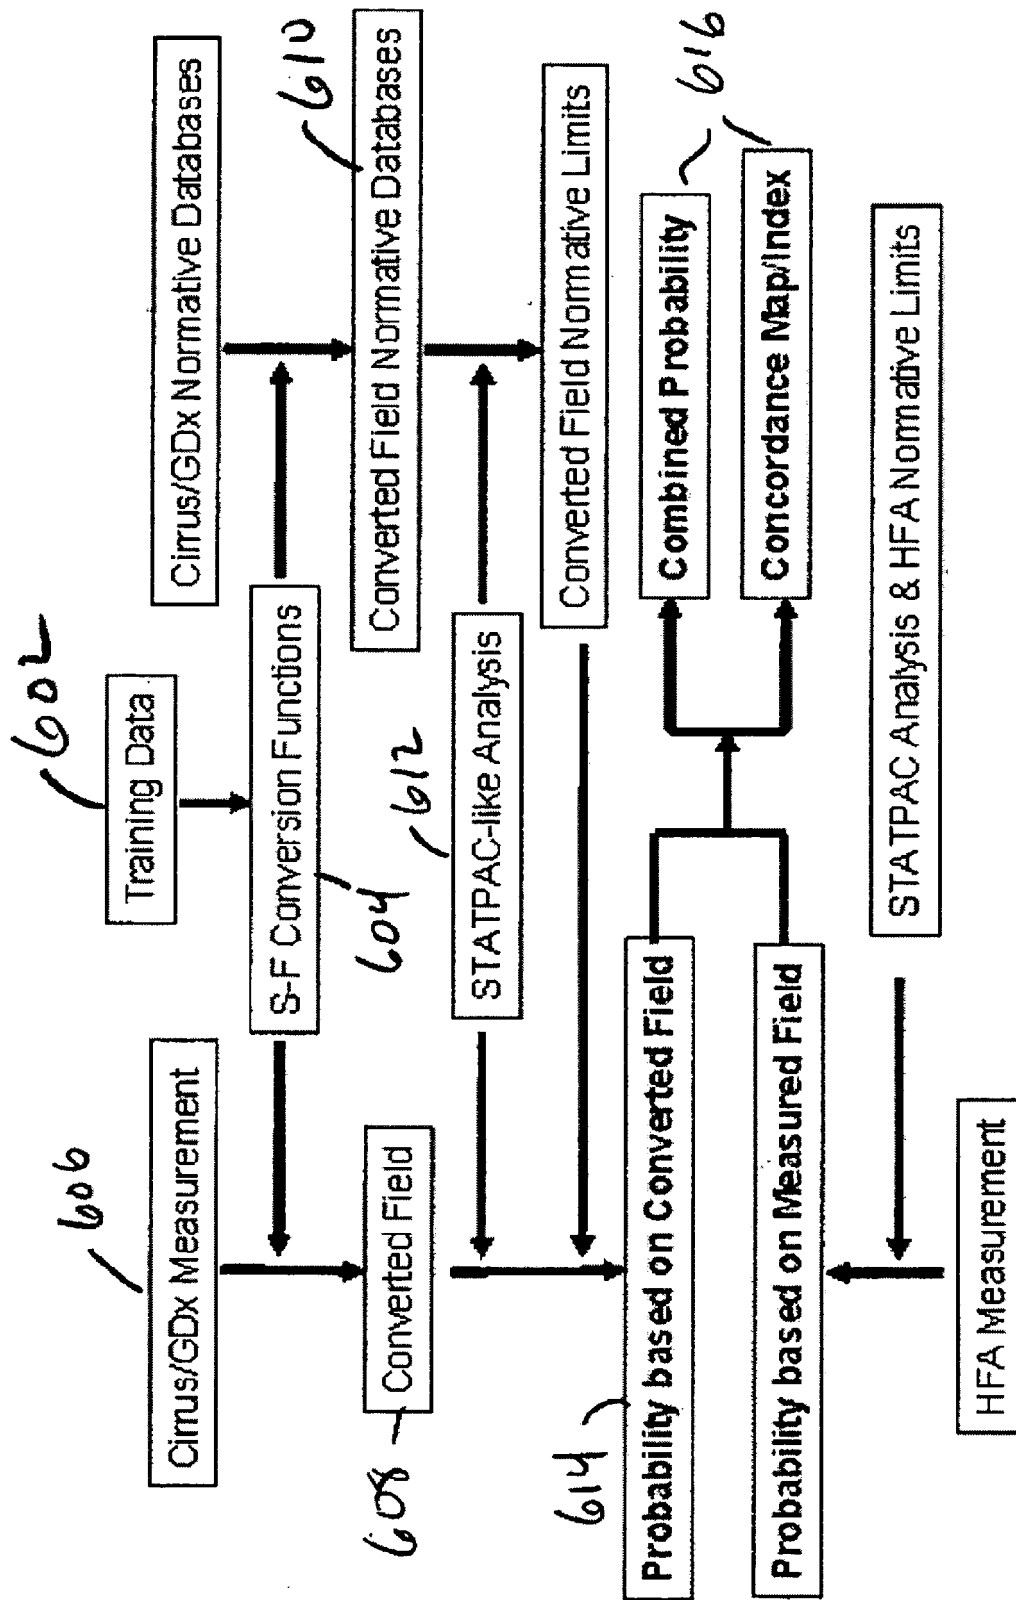 602
Training Data
606
Cirrus/GDx Measurement
S-F Conversion Functions
604
Cirrus/GDx Normative Databases
610
608
Converted Field
612
STATPAC-like Analysis
Converted Field Normative Databases
Converted Field Normative Limits
614
Probability based on Converted Field
Combined Probability
616
Probability based on Measured Field
Concordance Map/Index
HFA Measurement
STATPAC Analysis & HFA Normative Limits